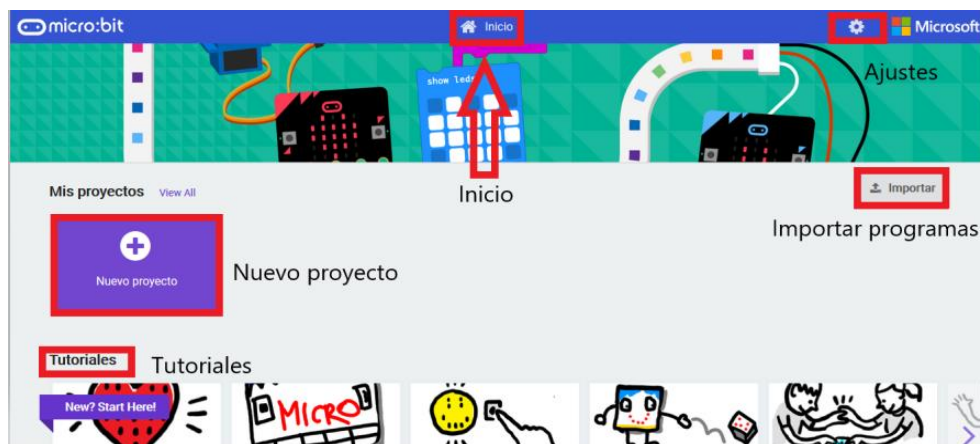 micro:bit
Inicio
Microsoft
show leds
Ajustes
Inicio
Mis proyectos View All
Importar
Importar programas
Nuevo proyecto
Nuevo proyecto
Tutoriales
Tutoriales
New? Start Here!
MICRO